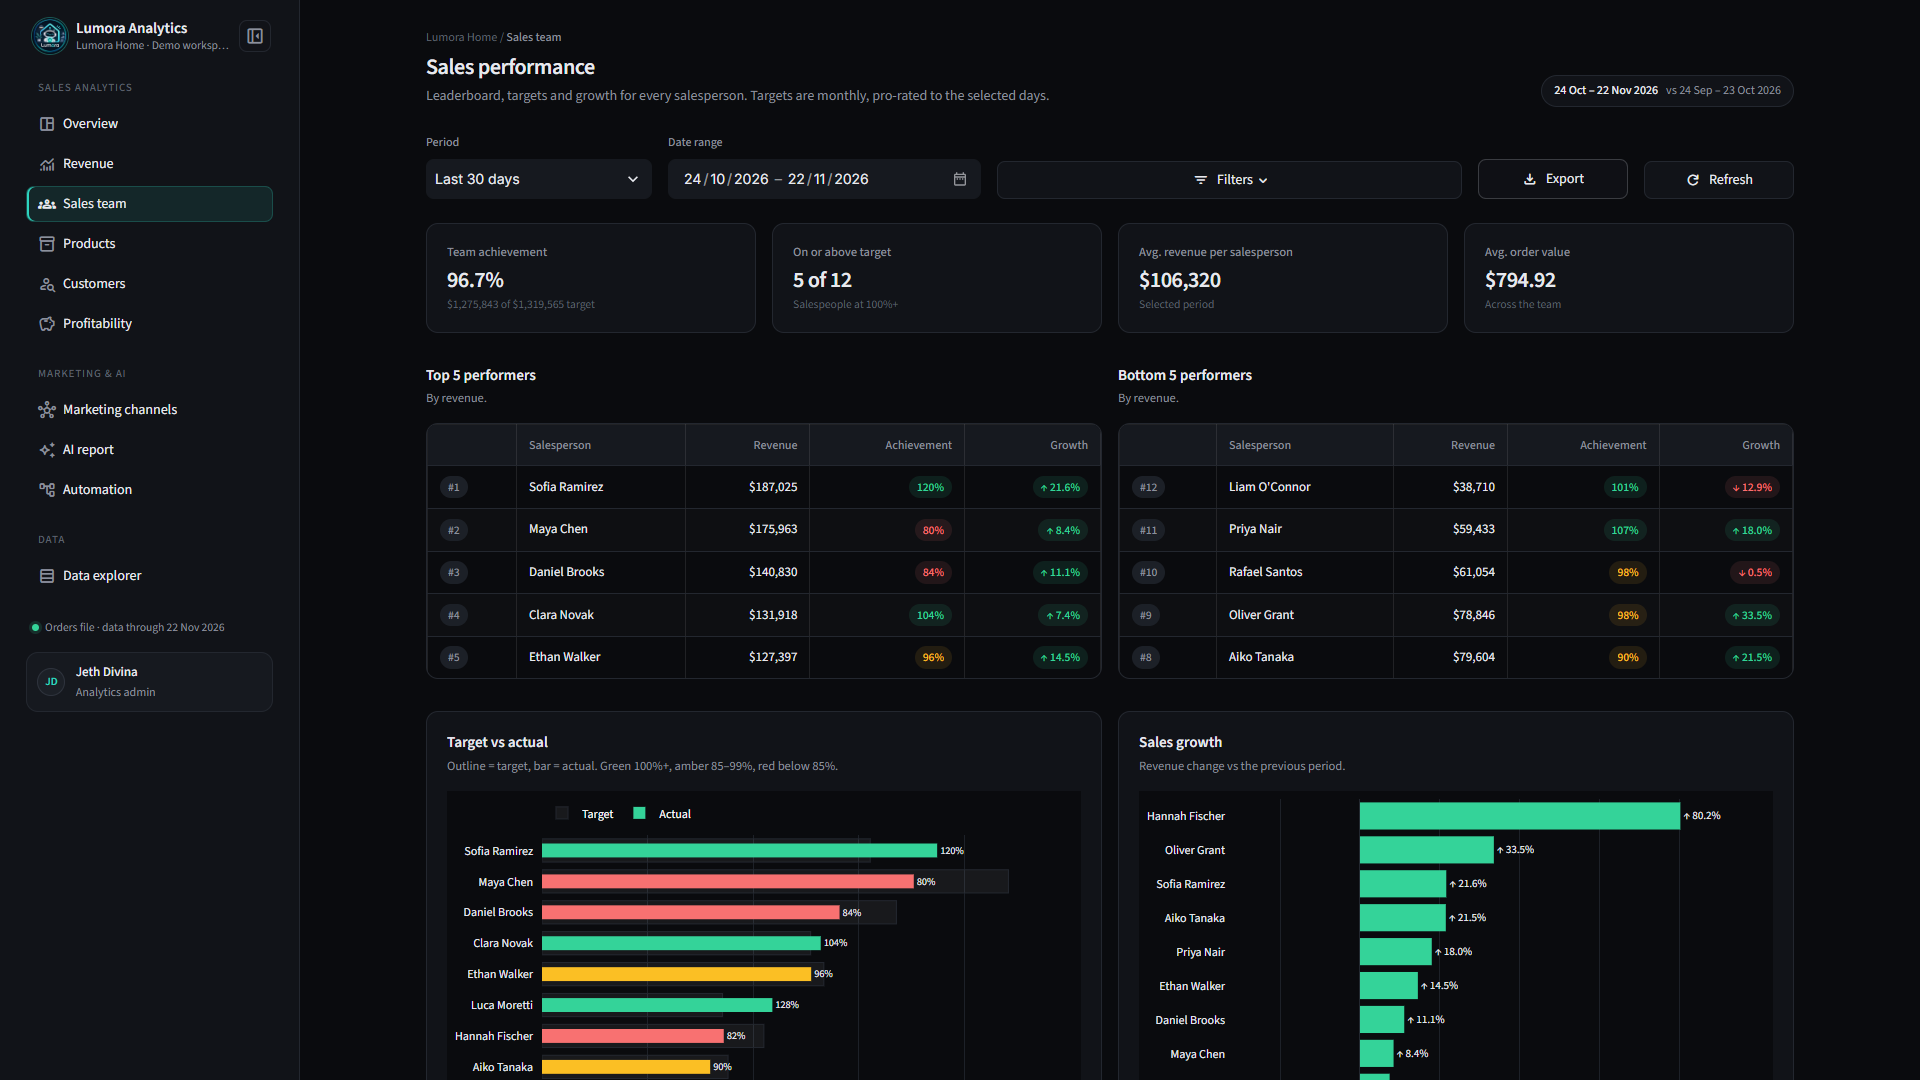 Lumora Analytics
Lumora Home · Demo worksp...
SALES ANALYTICS
Overview
Revenue
Sales team
Products
Customers
Profitability
MARKETING & AI
Marketing channels
AI report
Automation
DATA
Data explorer
Orders file · data through 22 Nov 2026
JD
Jeth Divina
Analytics admin
Lumora Home / Sales team
Sales performance
Leaderboard, targets and growth for every salesperson. Targets are monthly, pro-rated to the selected days.
24 Oct – 22 Nov 2026 vs 24 Sep – 23 Oct 2026
Period
Last 30 days
Date range
24/10/2026 – 22/11/2026
Filters
Export
Refresh
Team achievement
96.7%
$1,275,843 of $1,319,565 target
On or above target
5 of 12
Salespeople at 100%+
Avg. revenue per salesperson
$106,320
Selected period
Avg. order value
$794.92
Across the team
Top 5 performers
By revenue.
Salesperson Revenue Achievement Growth
#1 Sofia Ramirez $187,025 120% ↑ 21.6%
#2 Maya Chen $175,963 80% ↑ 8.4%
#3 Daniel Brooks $140,830 84% ↑ 11.1%
#4 Clara Novak $131,918 104% ↑ 7.4%
#5 Ethan Walker $127,397 96% ↑ 14.5%
Bottom 5 performers
By revenue.
Salesperson Revenue Achievement Growth
#12 Liam O'Connor $38,710 101% ↓ 12.9%
#11 Priya Nair $59,433 107% ↑ 18.0%
#10 Rafael Santos $61,054 98% ↓ 0.5%
#9 Oliver Grant $78,846 98% ↑ 33.5%
#8 Aiko Tanaka $79,604 90% ↑ 21.5%
Target vs actual
Outline = target, bar = actual. Green 100%+, amber 85–99%, red below 85%.
Target Actual
Sofia Ramirez 120%
Maya Chen 80%
Daniel Brooks 84%
Clara Novak 104%
Ethan Walker 96%
Luca Moretti 128%
Hannah Fischer 82%
Aiko Tanaka 90%
Sales growth
Revenue change vs the previous period.
Hannah Fischer ↑ 80.2%
Oliver Grant ↑ 33.5%
Sofia Ramirez ↑ 21.6%
Aiko Tanaka ↑ 21.5%
Priya Nair ↑ 18.0%
Ethan Walker ↑ 14.5%
Daniel Brooks ↑ 11.1%
Maya Chen ↑ 8.4%